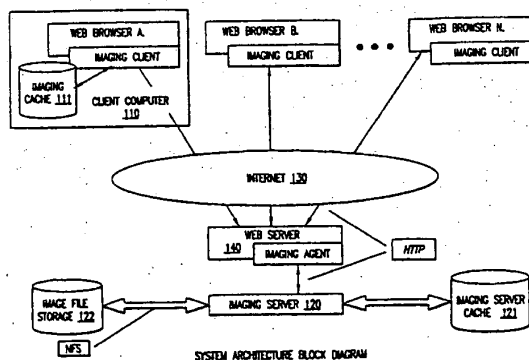 WEB BROWSER A.
IMAGING CLIENT
IMAGING
CACHE 111
CLIENT COMPUTER
110
WEB BROWSER B.
IMAGING CLIENT
WEB BROWSER N.
IMAGING CLIENT
INTERNET 130
WEB SERVER
140
IMAGING AGENT
HTTP
IMAGE FILE
STORAGE 122
IMAGING SERVER 120
IMAGING SERVER
CACHE 121
NFS
SYSTEM ARCHITECTURE BLOCK DIAGRAM